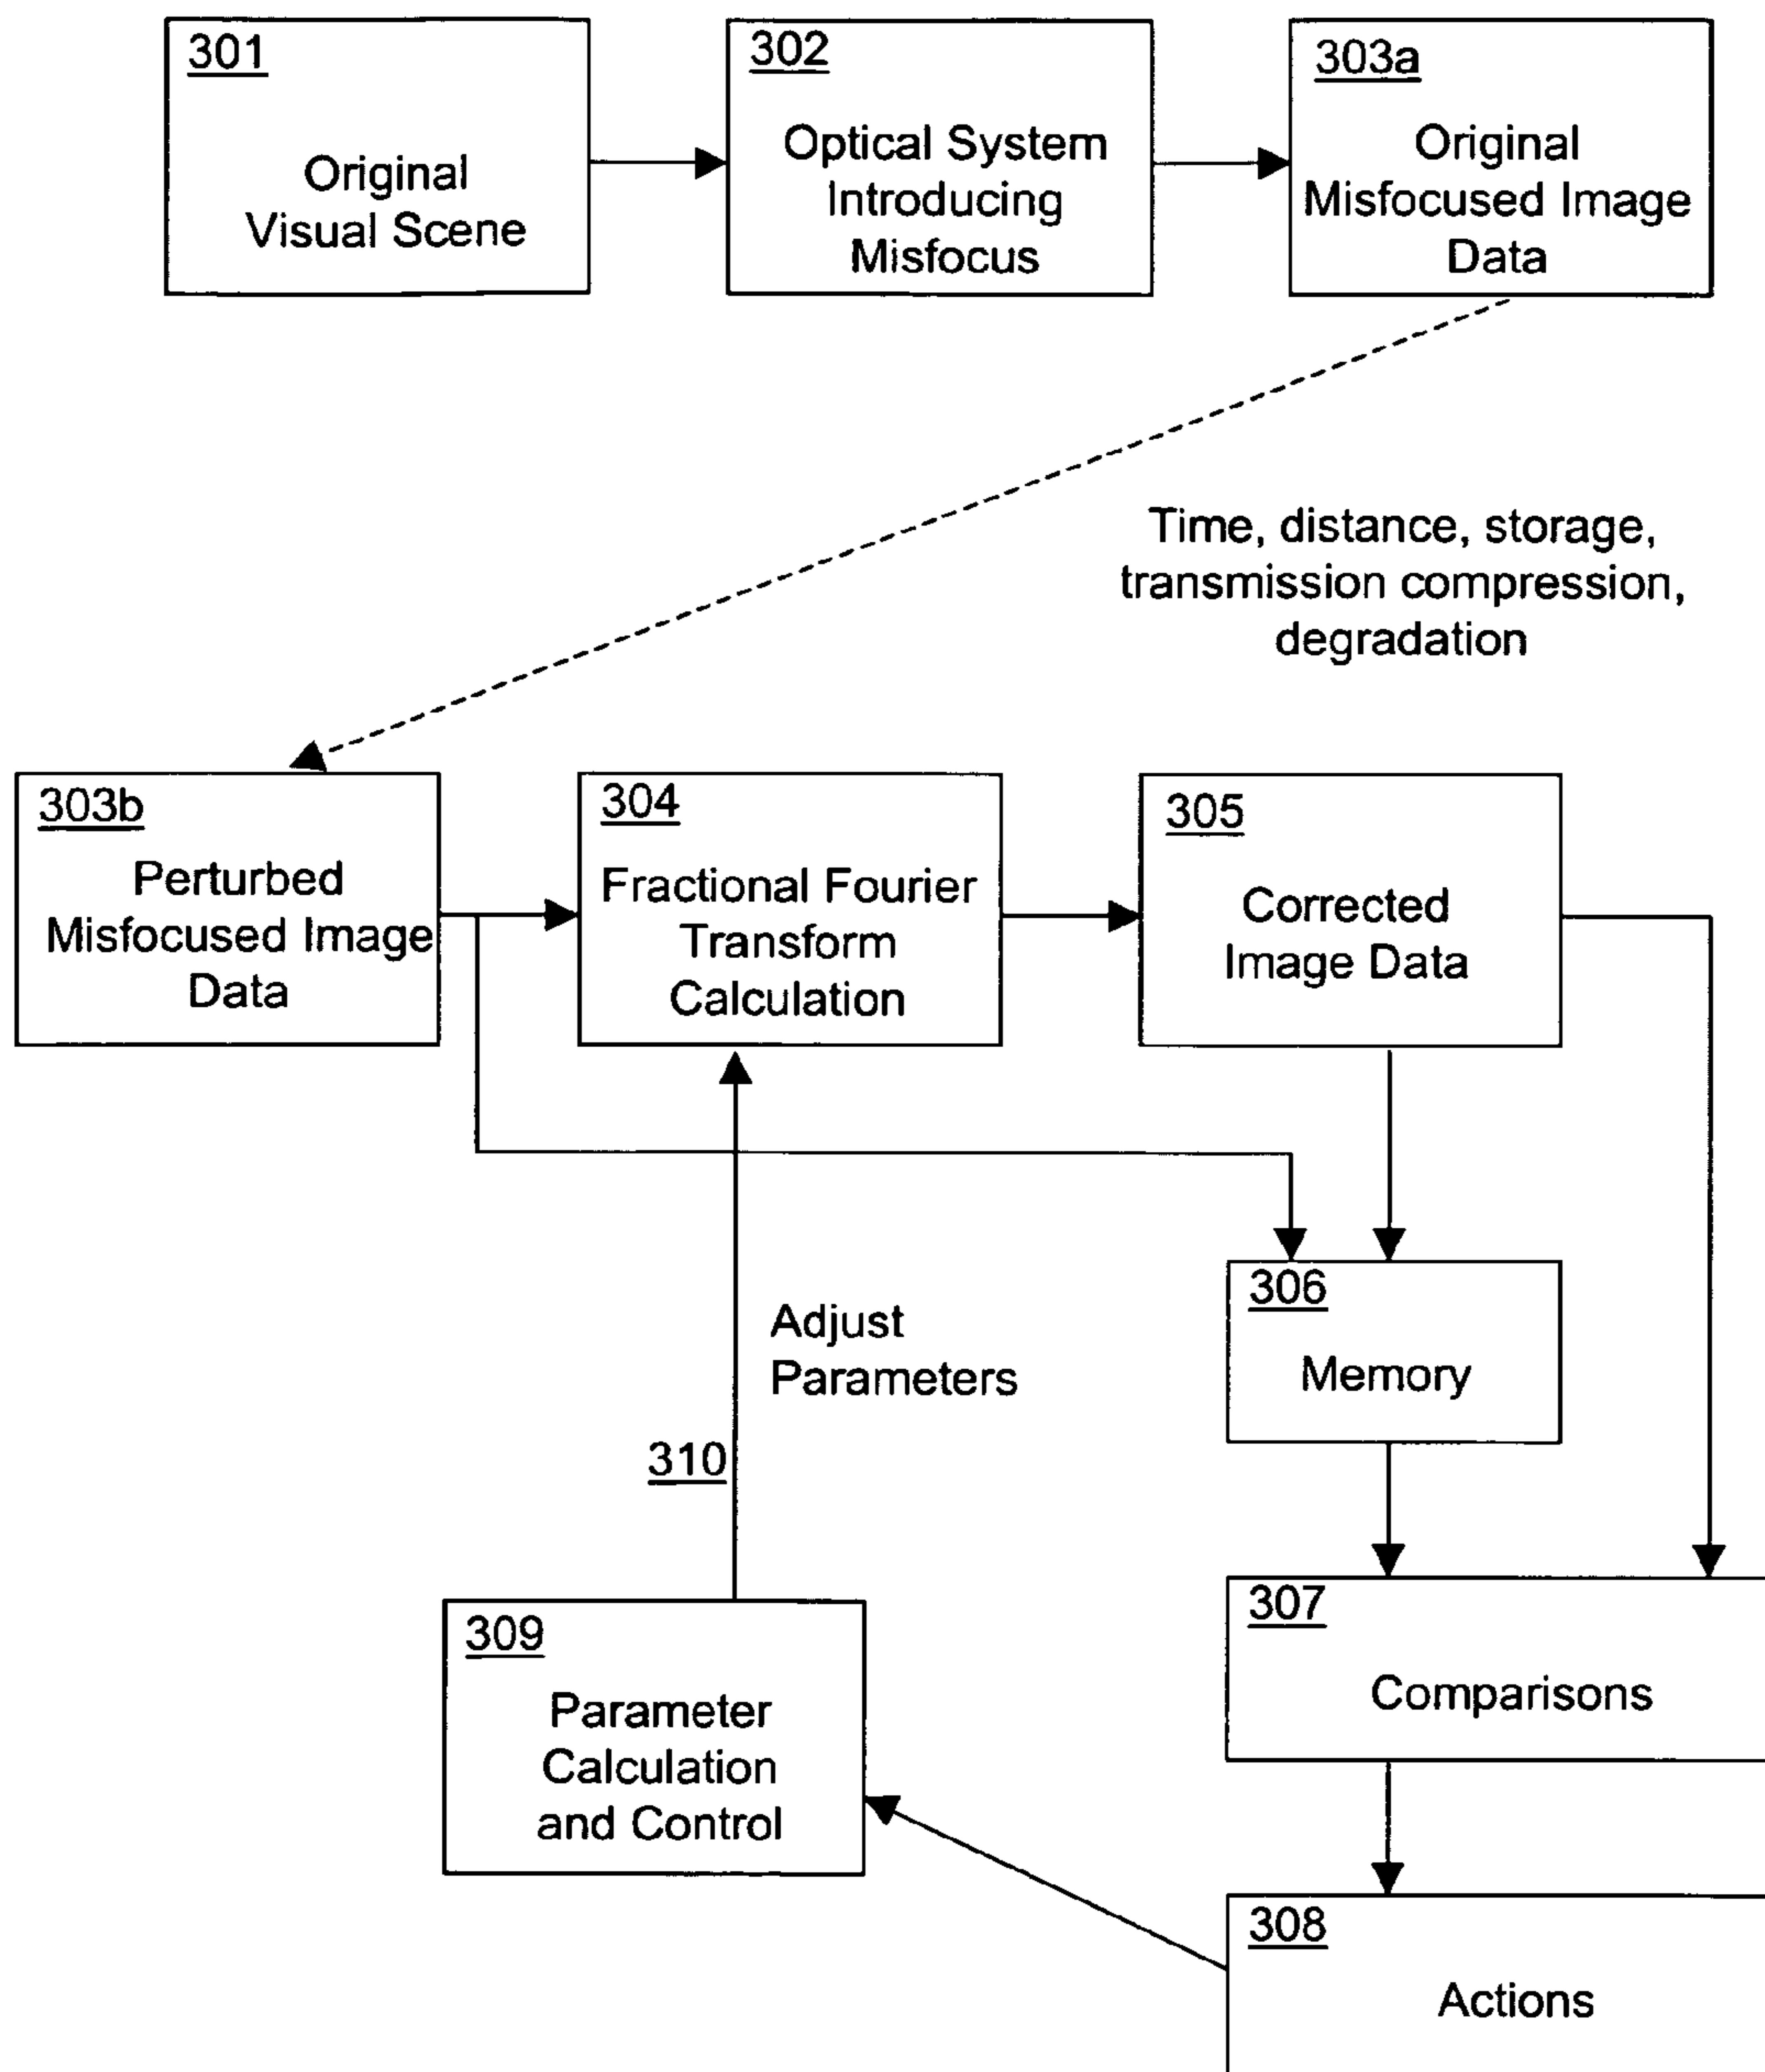 301
Original
Visual Scene
302
Optical System
Introducing
Misfocus
303a
Original
Misfocused Image
Data
Time, distance, storage,
transmission compression,
degradation
303b
Perturbed
Misfocused Image
Data
304
Fractional Fourier
Transform
Calculation
305
Corrected
Image Data
306
Memory
Adjust
Parameters
310
307
Comparisons
309
Parameter
Calculation
and Control
308
Actions